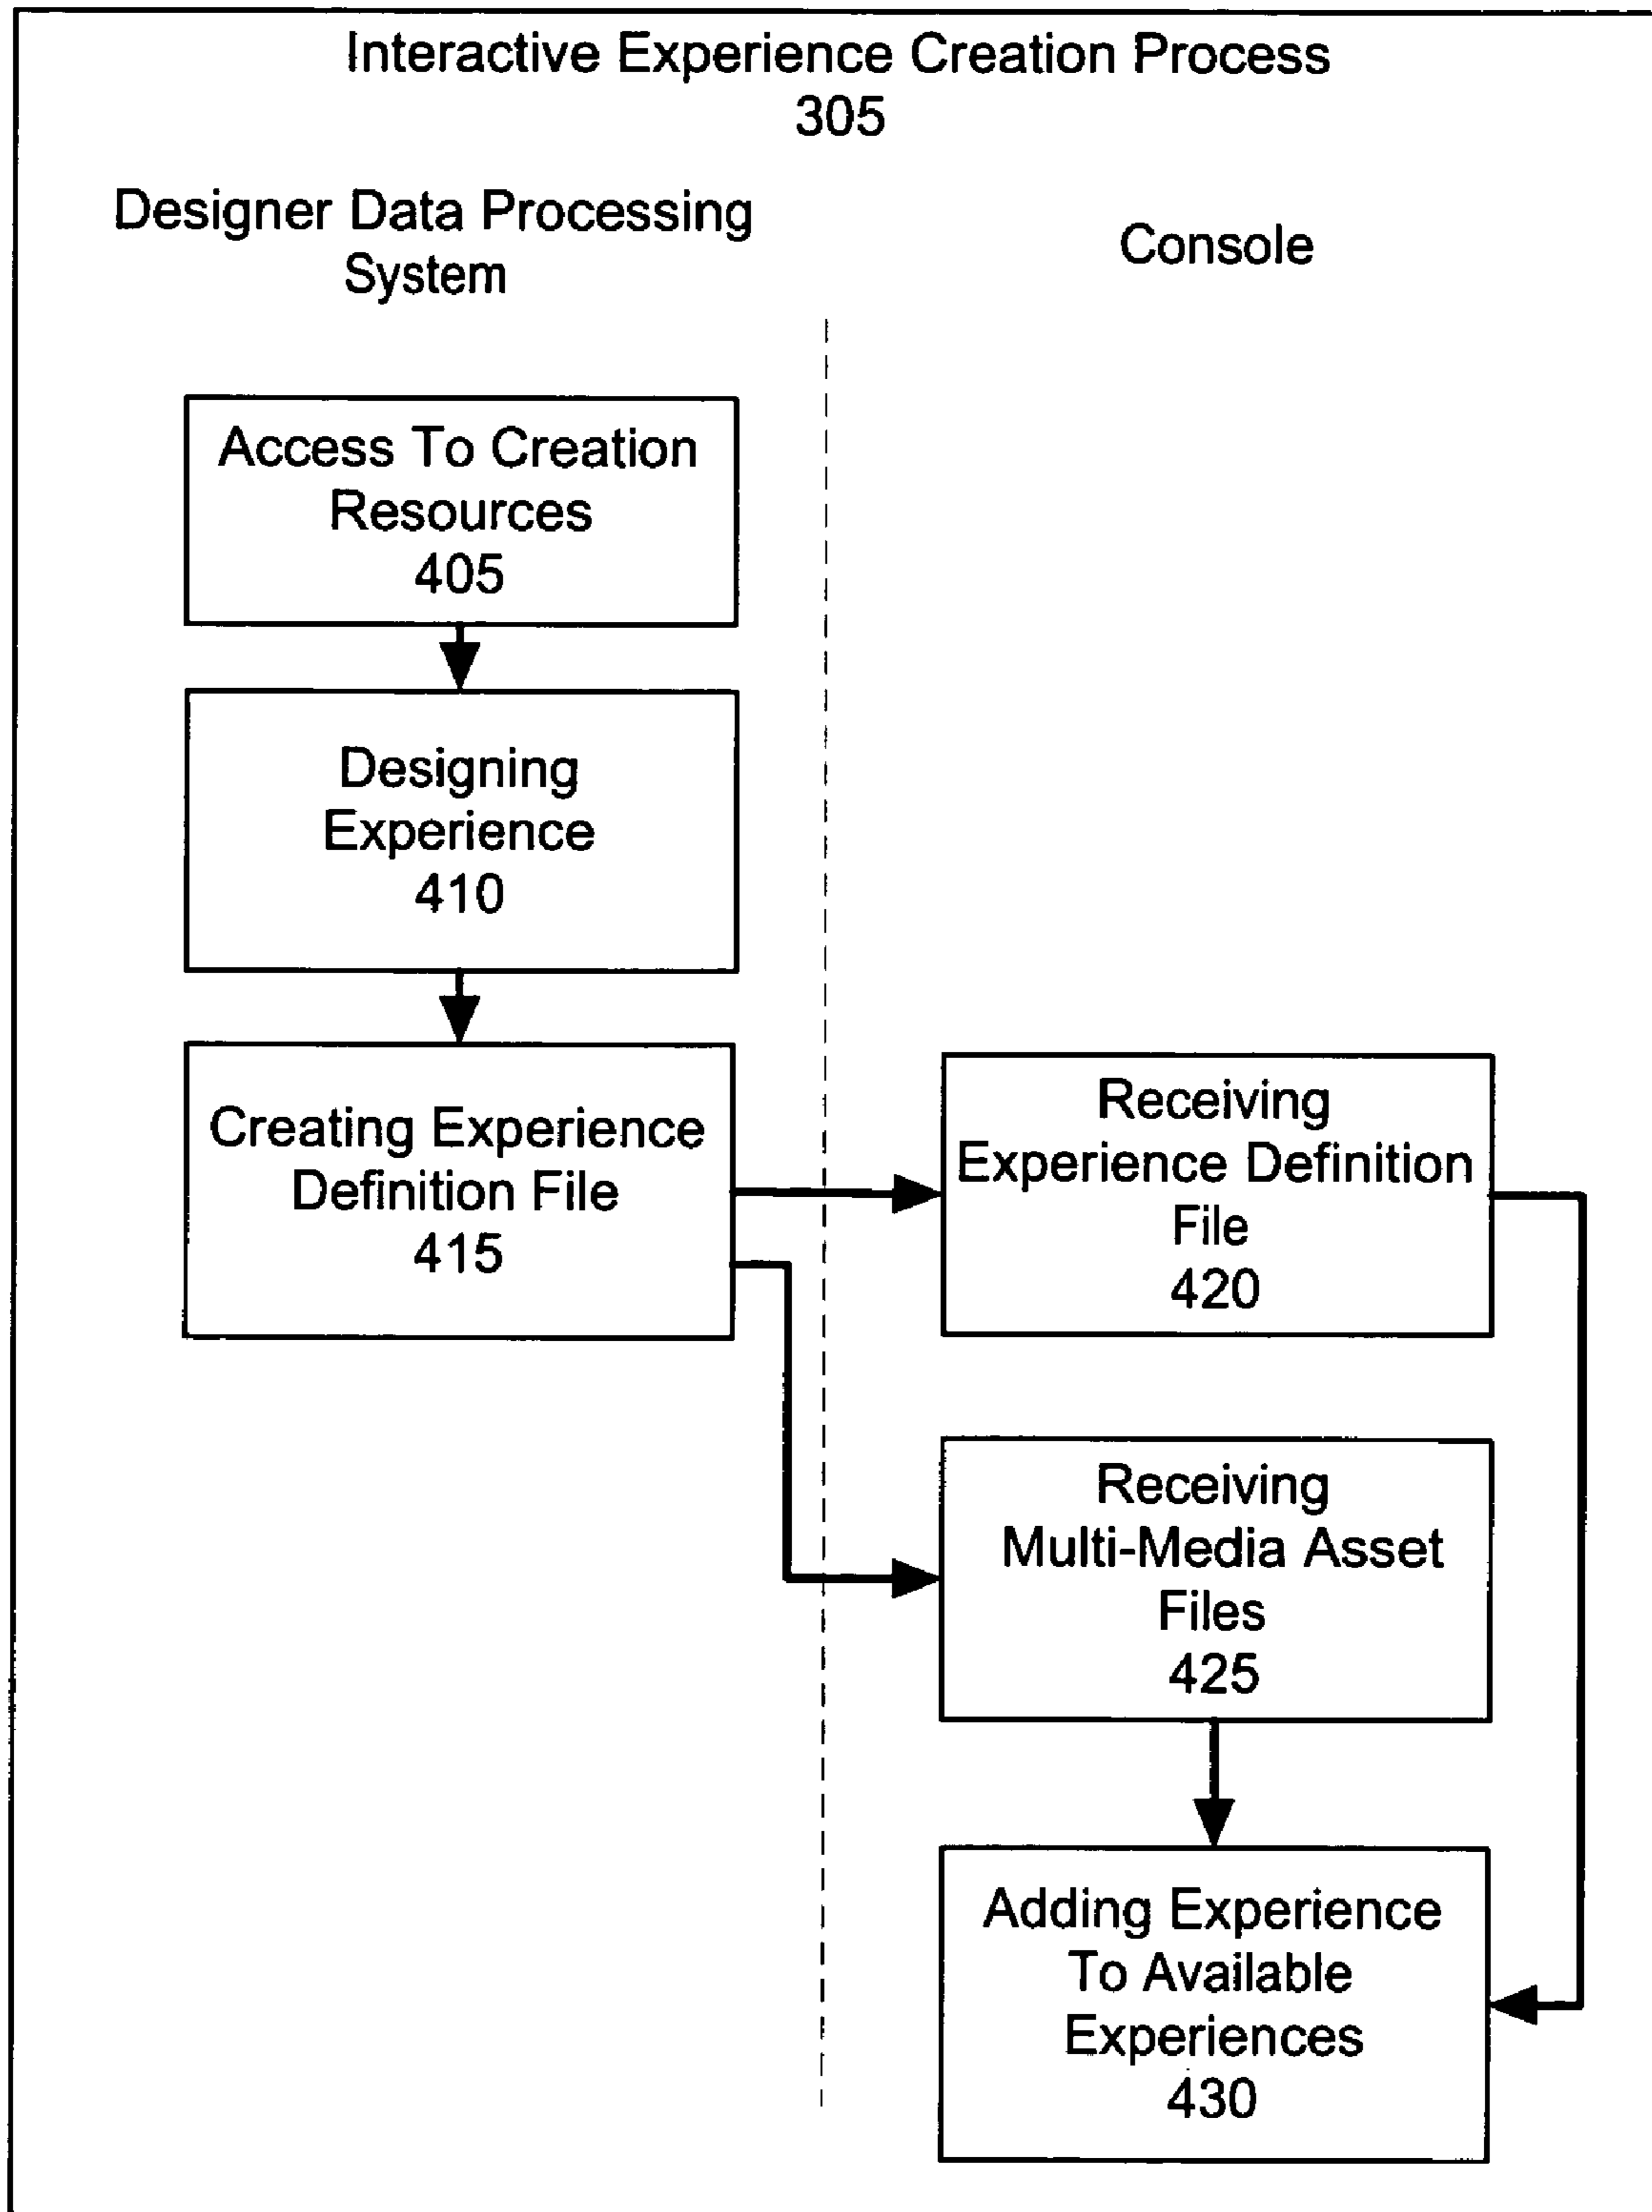 Interactive Experience Creation Process
305
Designer Data Processing
System
Console
Access To Creation
Resources
405
Designing
Experience
410
Creating Experience
Definition File
415
Receiving
Experience Definition
File
420
Receiving
Multi-Media Asset
Files
425
Adding Experience
To Available
Experiences
430